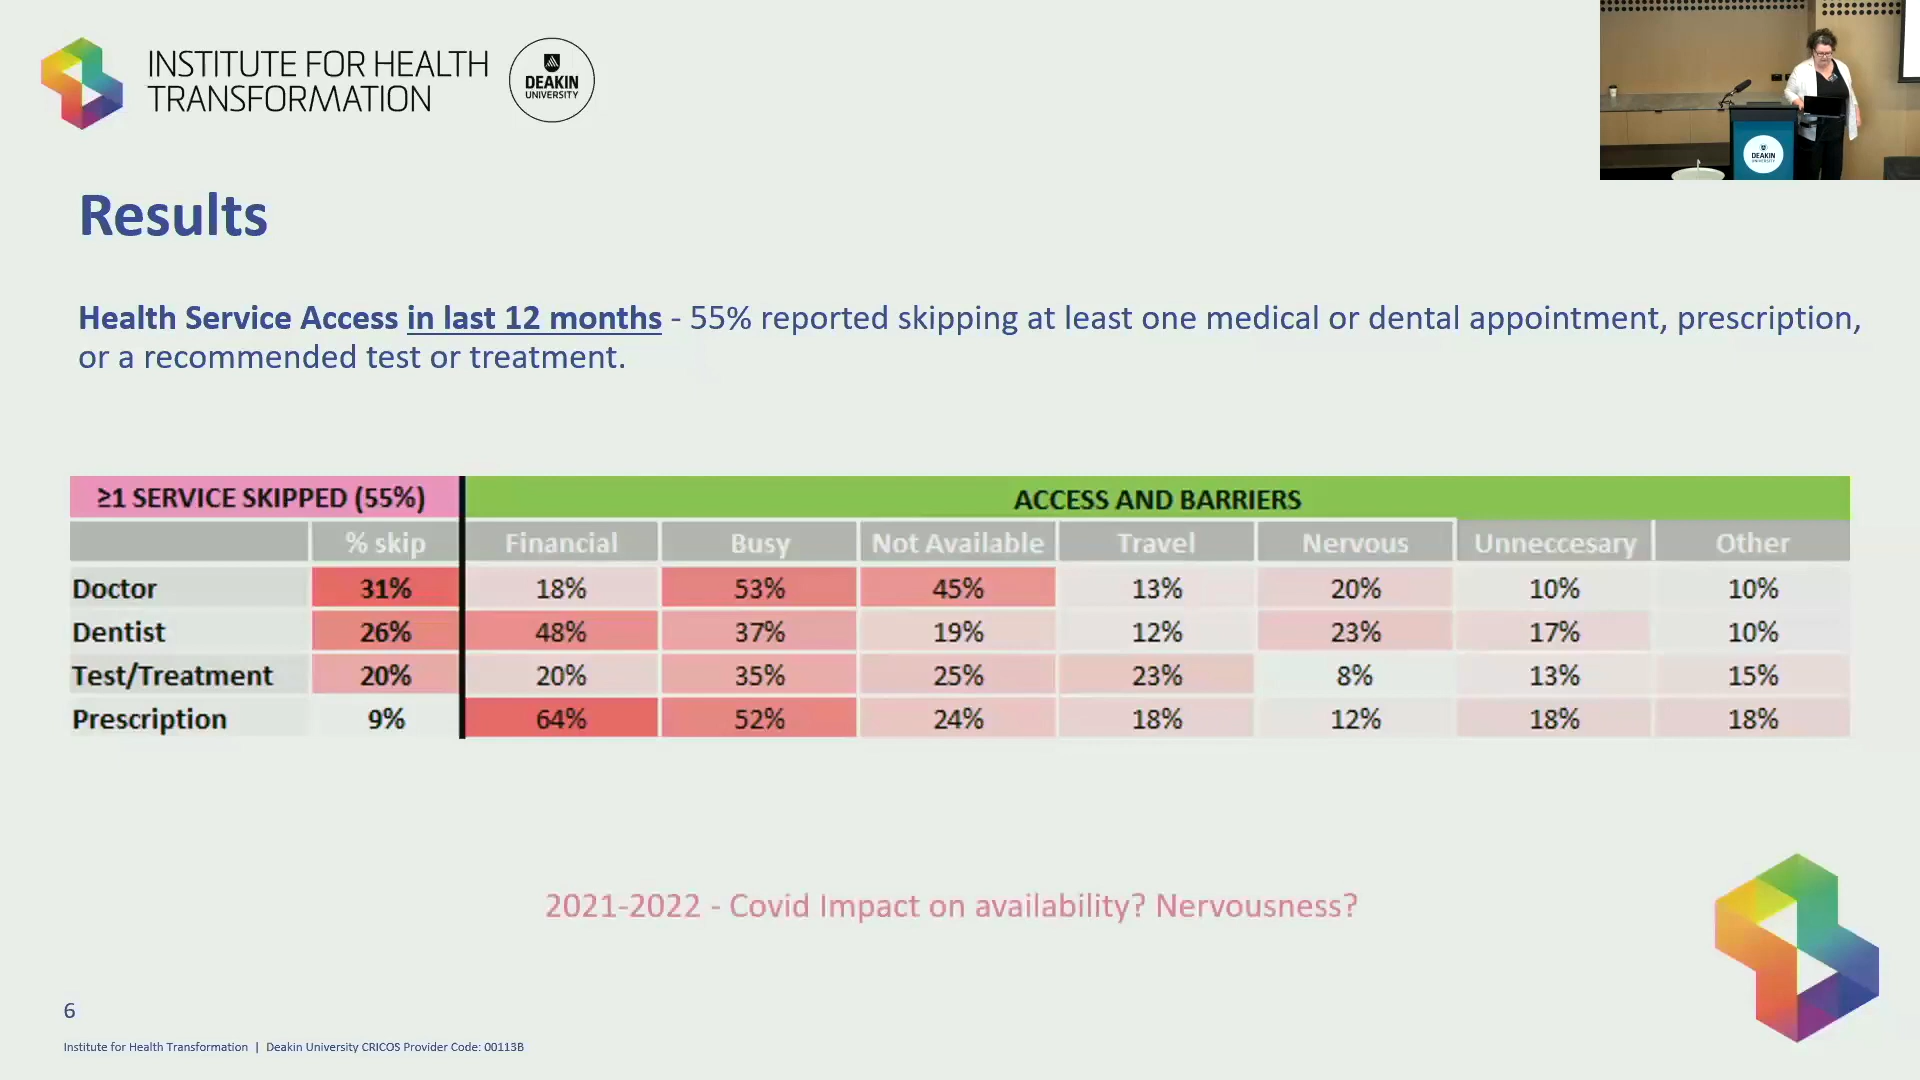 INSTITUTE FOR HEALTH
TRANSFORMATION
DEAKIN
UNIVERSITY
DEAKIN
UNIVERSITY
Results
Health Service Access in last 12 months - 55% reported skipping at least one medical or dental appointment, prescription,
or a recommended test or treatment.
≥1 SERVICE SKIPPED (55%) ACCESS AND BARRIERS
% skip Financial Busy Not Available Travel Nervous Unneccesary Other
Doctor 31% 18% 53% 45% 13% 20% 10% 10%
Dentist 26% 48% 37% 19% 12% 23% 17% 10%
Test/Treatment 20% 20% 35% 25% 23% 8% 13% 15%
Prescription 9% 64% 52% 24% 18% 12% 18% 18%
2021-2022 - Covid Impact on availability? Nervousness?
6
Institute for Health Transformation | Deakin University CRICOS Provider Code: 00113B